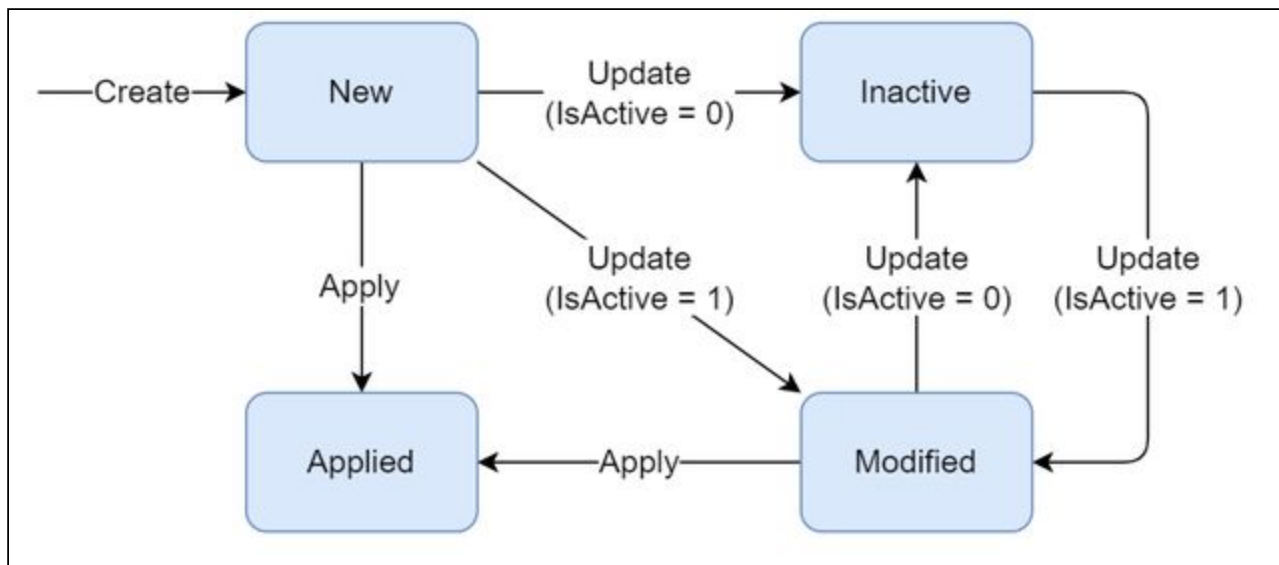 Create
New
Update
(IsActive = 0)
Inactive
Apply
Update
(IsActive = 1)
Update
(IsActive = 0)
Update
(IsActive = 1)
Applied
Apply
Modified